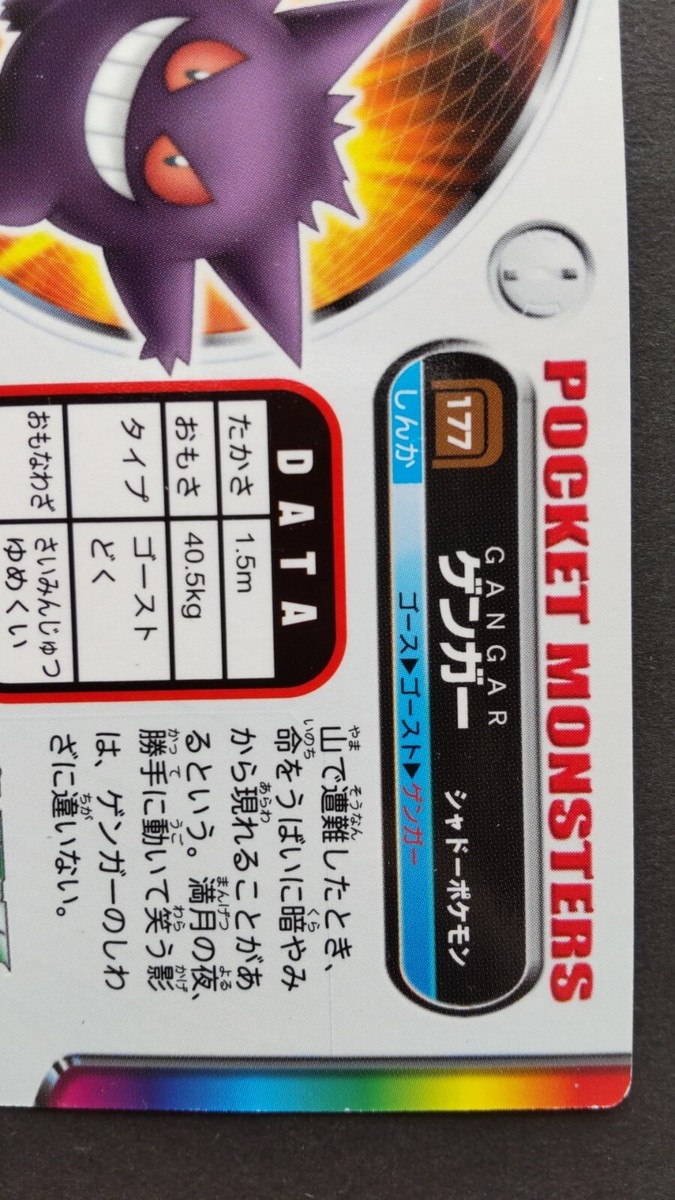 POCKET MONSTERS
177
GANGAR
ゲンガー シャドーポケモン
しんか ゴース▶ゴースト▶ゲンガー
DATA
たかさ 1.5m
おもさ 40.5kg
タイプ ゴースト
どく
おもなわざ さいみんじゅつ
ゆめくい
山で遭難したとき、
命をうばいに暗やみ
から現れることがあ
るという。満月の夜、
勝手に動いて笑う影
は、ゲンガーのしわ
ざに違いない。